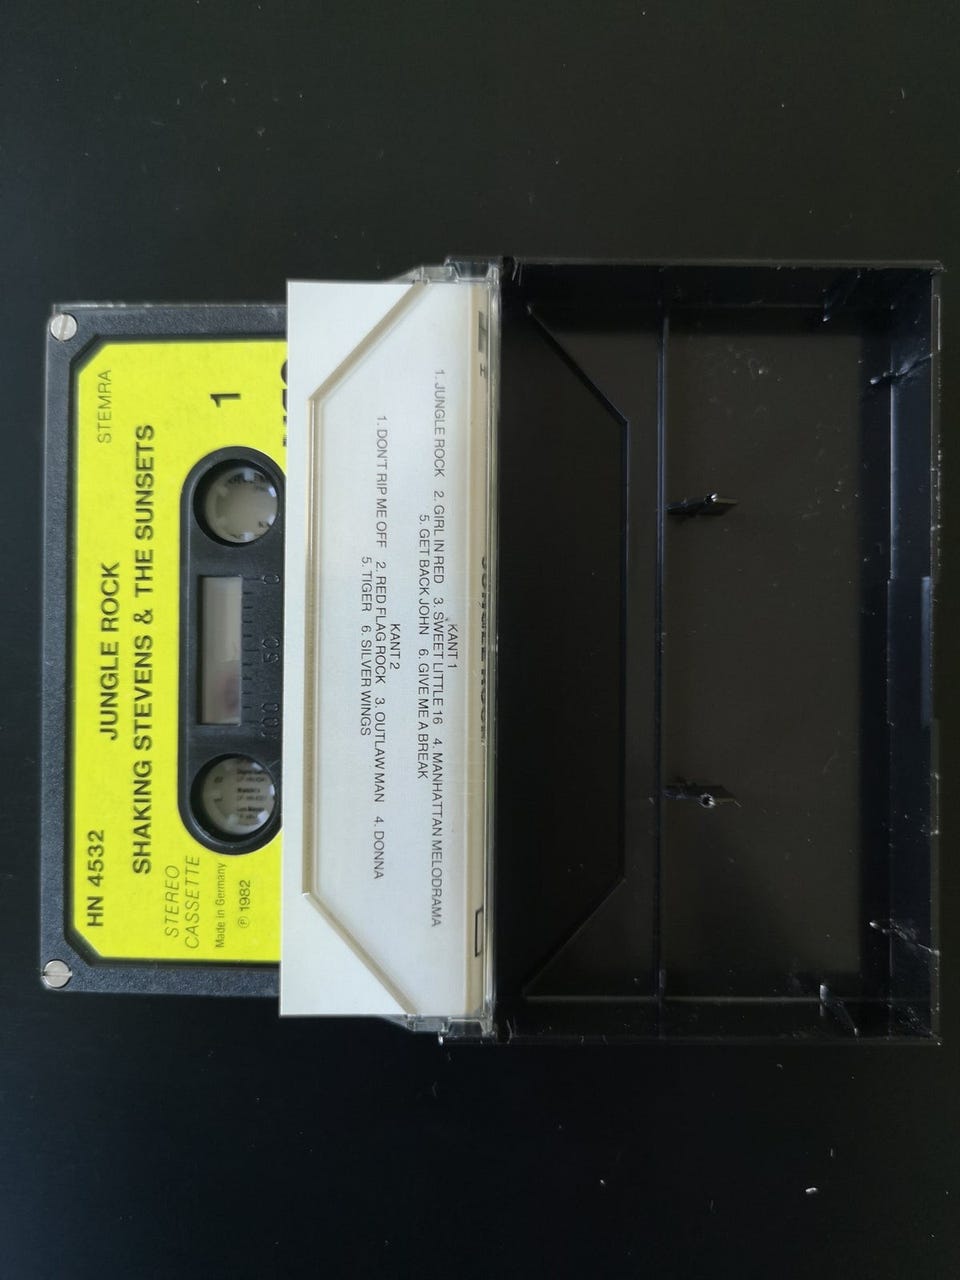 STEMRA
1
JUNGLE ROCK
SHAKING STEVENS & THE SUNSETS
HN 4532
STEREO
CASSETTE
Made in Germany
℗ 1982
0 50 100
KANT 1
1. JUNGLE ROCK 2. GIRL IN RED 3. SWEET LITTLE 16 4. MANHATTAN MELODRAMA
5. GET BACK JOHN 6. GIVE ME A BREAK
KANT 2
1. DON'T RIP ME OFF 2. RED FLAG ROCK 3. OUTLAW MAN 4. DONNA
5. TIGER 6. SILVER WINGS